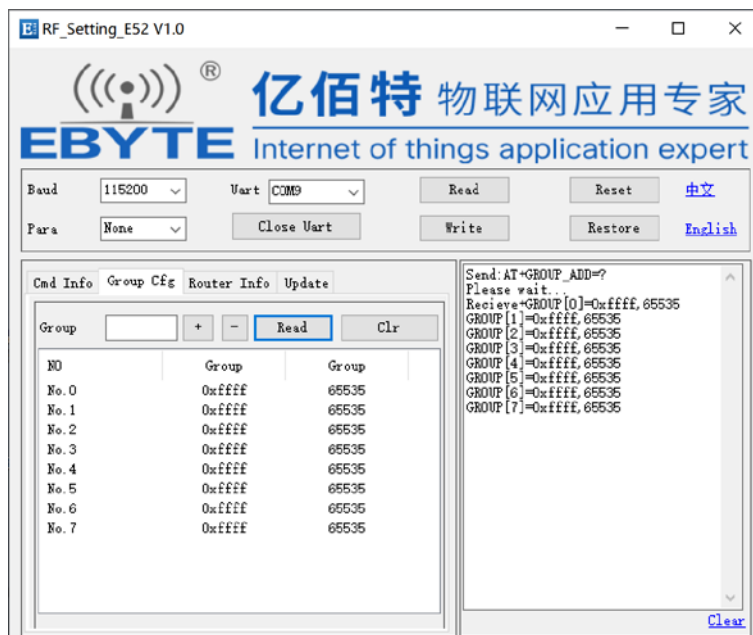 RF_Setting_E52 V1.0
®
亿佰特 物联网应用专家
EBYTE Internet of things application expert
Baud 115200 Uart COM9 Read Reset 中文
Para None Close Uart Write Restore English
Cmd Info Group Cfg Router Info Update
Group + - Read Clr
NO Group Group
No.0 0xffff 65535
No.1 0xffff 65535
No.2 0xffff 65535
No.3 0xffff 65535
No.4 0xffff 65535
No.5 0xffff 65535
No.6 0xffff 65535
No.7 0xffff 65535
Send:AT+GROUP_ADD=?
Please wait...
Recieve+GROUP[0]=0xffff,65535
GROUP[1]=0xffff,65535
GROUP[2]=0xffff,65535
GROUP[3]=0xffff,65535
GROUP[4]=0xffff,65535
GROUP[5]=0xffff,65535
GROUP[6]=0xffff,65535
GROUP[7]=0xffff,65535
Clear